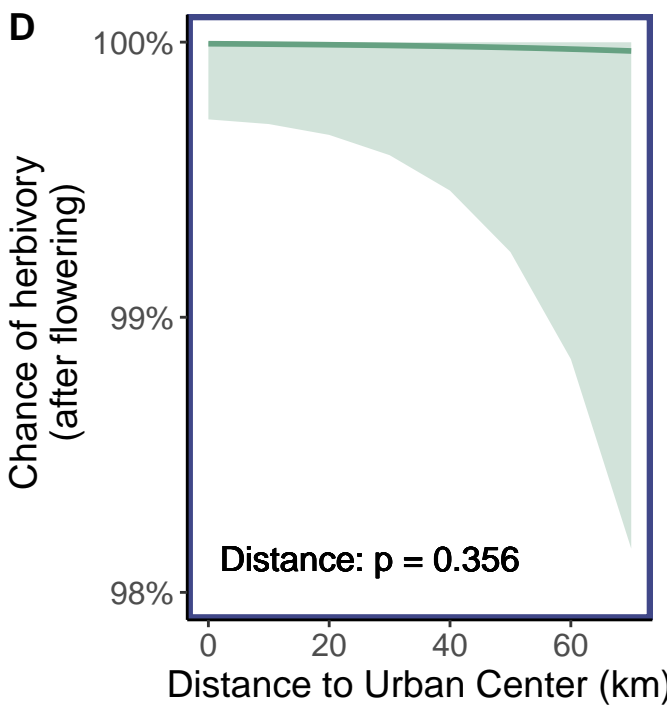 D
100%
99%
98%
Chance of herbivory
(after flowering)
Distance: p = 0.356
0 20 40 60
Distance to Urban Center (km)